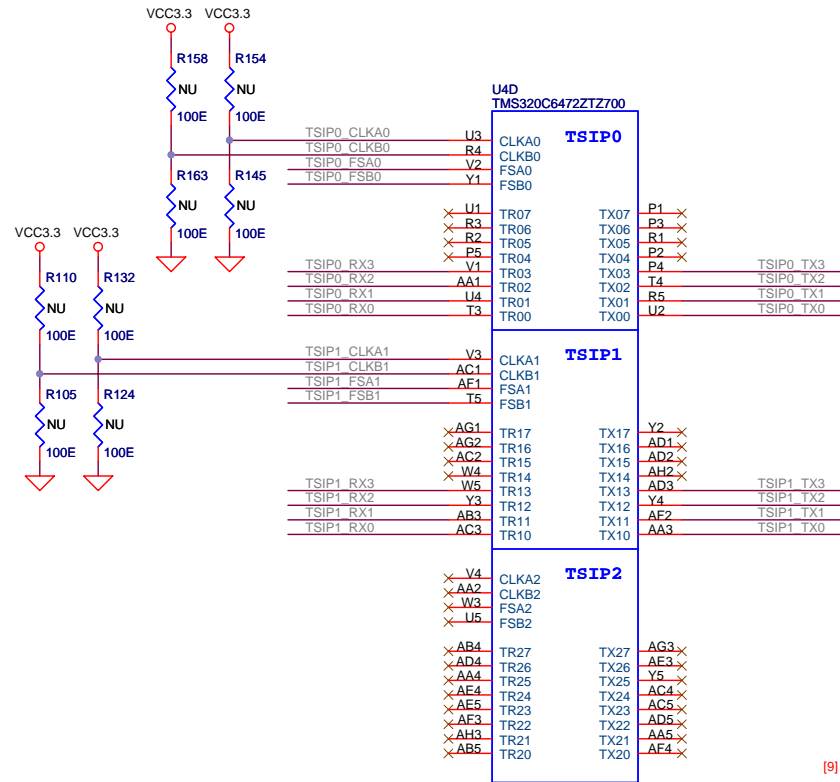 VCC3.3 VCC3.3
R158 R154
NU NU
100E 100E
R163 R145
NU NU
100E 100E
VCC3.3 VCC3.3
R110 R132
NU NU
100E 100E
R105 R124
NU NU
100E 100E
U4D
TMS320C6472ZTZ700
TSIP0
TSIP0_CLKA0 U3 CLKA0
TSIP0_CLKB0 R4 CLKB0
TSIP0_FSA0 V2 FSA0
TSIP0_FSB0 Y1 FSB0
U1 TR07 TX07 P1
R3 TR06 TX06 P3
R2 TR05 TX05 R1
P5 TR04 TX04 P2
TSIP0_RX3 V1 TR03 TX03 P4 TSIP0_TX3
TSIP0_RX2 AA1 TR02 TX02 T4 TSIP0_TX2
TSIP0_RX1 U4 TR01 TX01 R5 TSIP0_TX1
TSIP0_RX0 T3 TR00 TX00 U2 TSIP0_TX0
TSIP1
TSIP1_CLKA1 V3 CLKA1
TSIP1_CLKB1 AC1 CLKB1
TSIP1_FSA1 AF1 FSA1
TSIP1_FSB1 T5 FSB1
AG1 TR17 TX17 Y2
AG2 TR16 TX16 AD1
AC2 TR15 TX15 AD2
W4 TR14 TX14 AH2
TSIP1_RX3 W5 TR13 TX13 AD3 TSIP1_TX3
TSIP1_RX2 Y3 TR12 TX12 Y4 TSIP1_TX2
TSIP1_RX1 AB3 TR11 TX11 AF2 TSIP1_TX1
TSIP1_RX0 AC3 TR10 TX10 AA3 TSIP1_TX0
TSIP2
V4 CLKA2
AA2 CLKB2
W3 FSA2
U5 FSB2
AB4 TR27 TX27 AG3
AD4 TR26 TX26 AE3
AA4 TR25 TX25 Y5
AE4 TR24 TX24 AC4
AE5 TR23 TX23 AC5
AF3 TR22 TX22 AD5
AH3 TR21 TX21 AA5
AB5 TR20 TX20 AF4
[9]